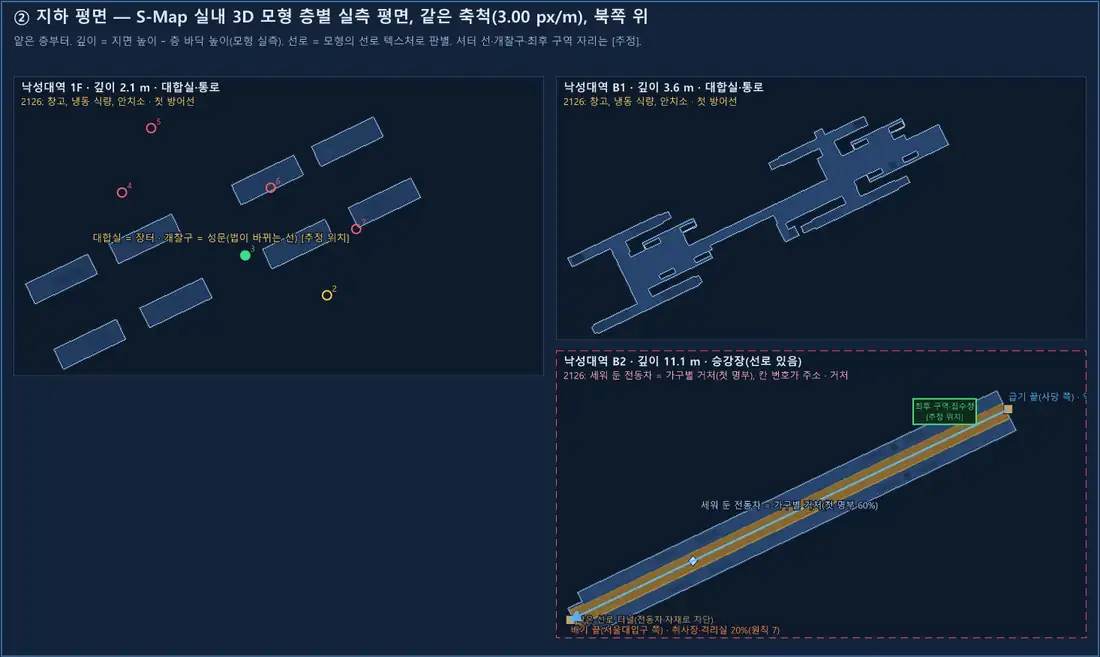 ② 지하 평면 — S-Map 실내 3D 모형 층별 실측 평면, 같은 축척(3.00 px/m), 북쪽 위
얕은 층부터. 깊이 = 지면 높이 − 층 바닥 높이(모형 실측). 선로 = 모형의 선로 텍스처로 판별. 셔터 선·개찰구·최후 구역 자리는 [추정].
낙성대역 1F · 깊이 2.1 m · 대합실·통로
2126: 창고, 냉동 식량, 안치소 · 첫 방어선
5
4
6
대합실 = 장터 · 개찰구 = 성문(법이 바뀌는 선) [추정 위치]
3
2
낙성대역 B1 · 깊이 3.6 m · 대합실·통로
2126: 창고, 냉동 식량, 안치소 · 첫 방어선
낙성대역 B2 · 깊이 11.1 m · 승강장(선로 있음)
2126: 세워 둔 전동차 = 가구별 거처(첫 명부), 칸 번호가 주소 · 거처
급기 끝(사당 쪽) ·
최후 구역·집수정
[추정 위치]
세워 둔 전동차 = 가구별 거처(첫 명부 60%)
선로 터널(전동차·자재로 차단)
배기 끝(서울대입구 쪽) · 취사장·격리실 20%(원칙 7)